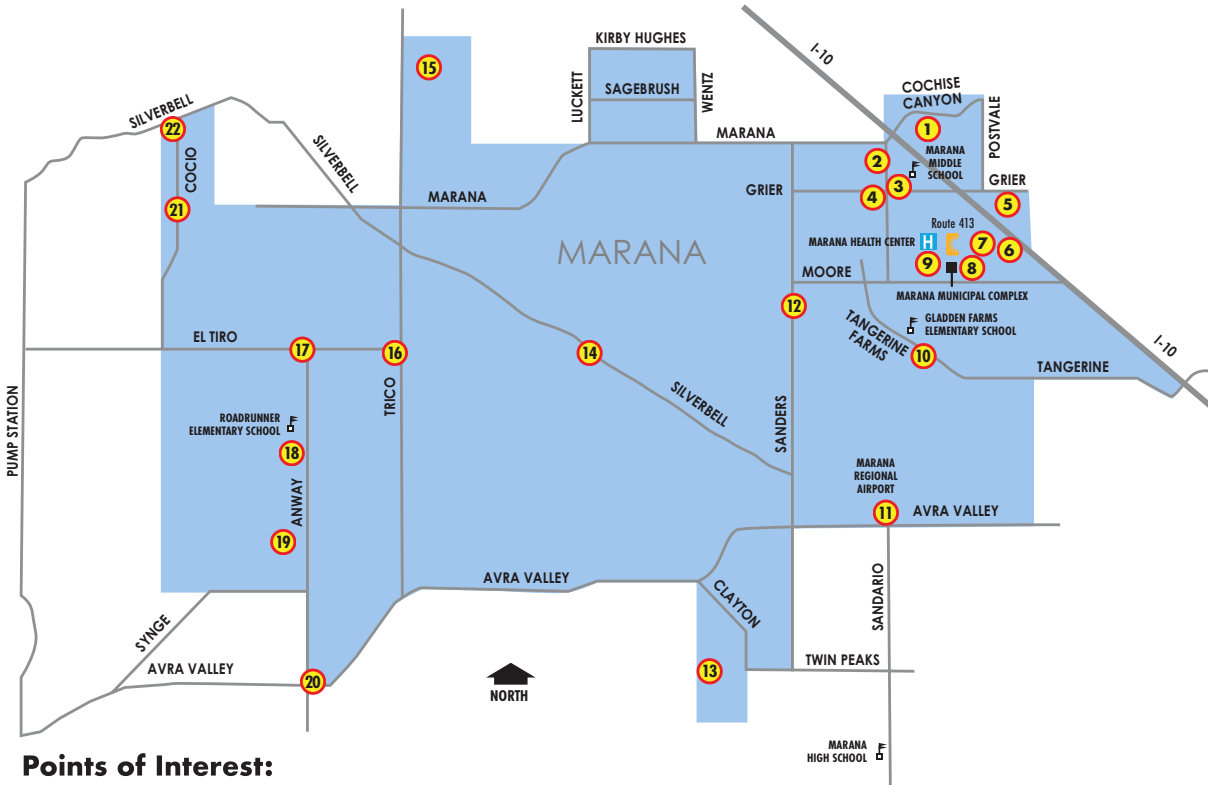 KIRBY HUGHES
I-10
15
LUCKETT
SAGEBRUSH
WENTZ
COCHISE
CANYON
SILVERBELL
22
SILVERBELL
MARANA
1
POSTVALE
COCIO
2
MARANA
MIDDLE
SCHOOL
GRIER
3
4
GRIER
5
21
MARANA
Route 413
MARANA HEALTH CENTER
H
7
6
MARANA
9
8
MOORE
MARANA MUNICIPAL COMPLEX
12
TANGERINE
FARMS
GLADDEN FARMS
ELEMENTARY SCHOOL
EL TIRO
17
16
14
10
I-10
TANGERINE
PUMP STATION
TRICO
SILVERBELL
SANDERS
ROADRUNNER
ELEMENTARY SCHOOL
18
MARANA
REGIONAL
AIRPORT
ANWAY
11
AVRA VALLEY
19
AVRA VALLEY
CLAYTON
SANDARIO
SYNGE
AVRA VALLEY
20
NORTH
13
TWIN PEAKS
MARANA
HIGH SCHOOL
Points of Interest: